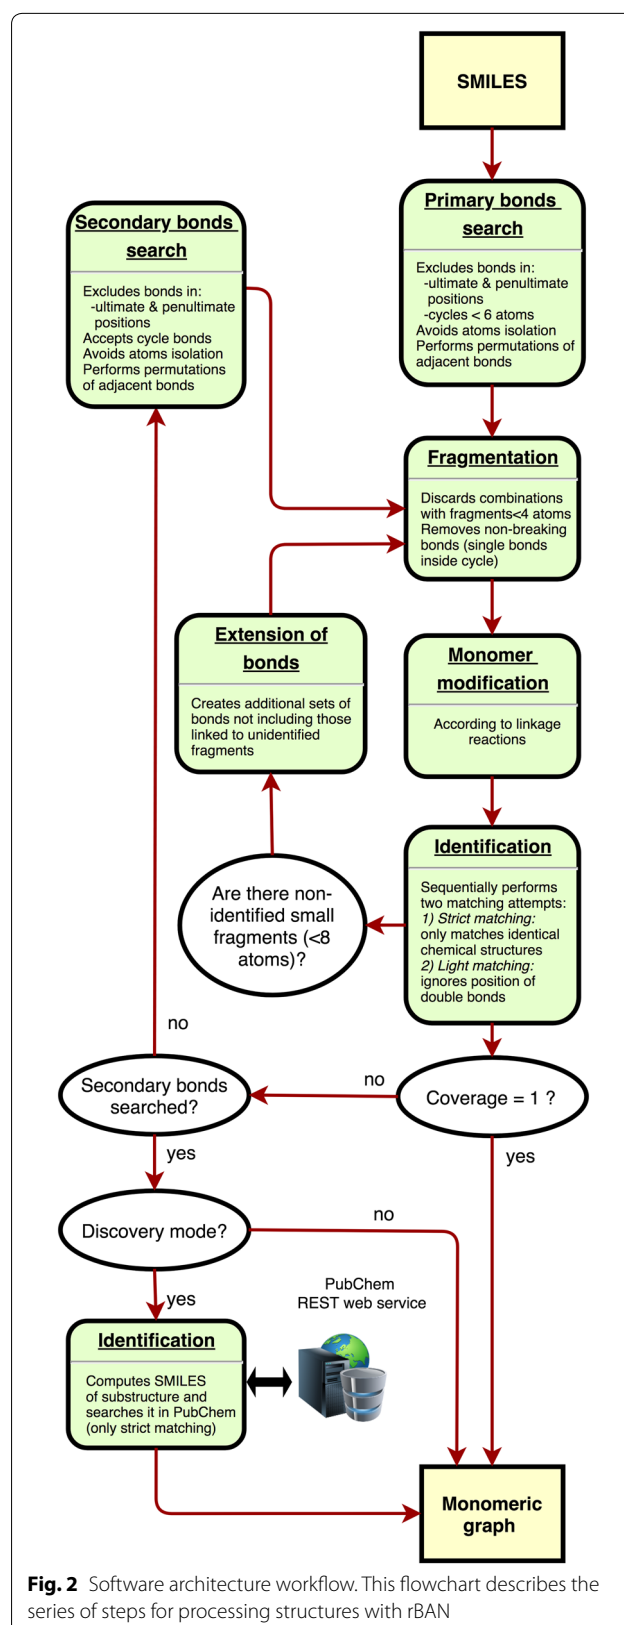 SMILES
Primary bonds
search
Excludes bonds in:
-ultimate & penultimate
positions
-cycles < 6 atoms
Avoids atoms isolation
Performs permutations of
adjacent bonds
Secondary bonds
search
Excludes bonds in:
-ultimate & penultimate
positions
Accepts cycle bonds
Avoids atoms isolation
Performs permutations
of adjacent bonds
Fragmentation
Discards combinations
with fragments<4 atoms
Removes non-breaking
bonds (single bonds
inside cycle)
Extension of
bonds
Creates additional sets of
bonds not including those
linked to unidentified
fragments
Monomer
modification
According to linkage
reactions
Identification
Sequentially performs
two matching attempts:
1) Strict matching:
only matches identical
chemical structures
2) Light matching:
ignores position of
double bonds
Are there non-
identified small
fragments (<8
atoms)?
no
Secondary bonds
searched?
no
Coverage = 1 ?
yes
yes
Discovery mode?
no
yes
PubChem
REST web service
Identification
Computes SMILES
of substructure and
searches it in PubChem
(only strict matching)
Monomeric
graph
Fig. 2 Software architecture workflow. This flowchart describes the
series of steps for processing structures with rBAN